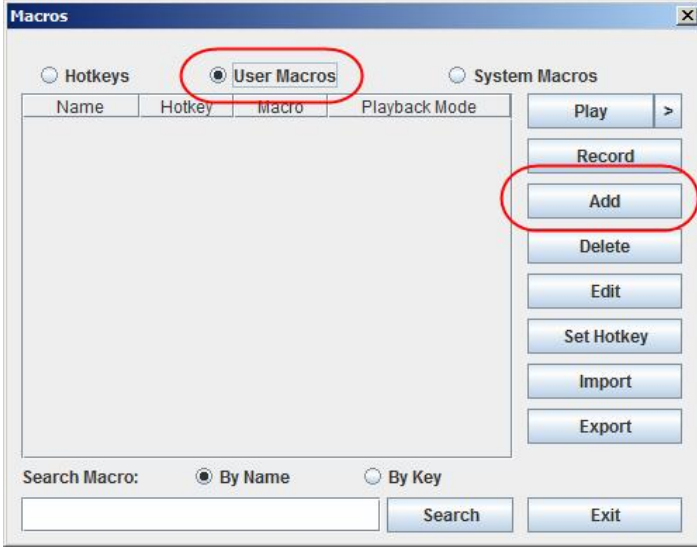 Macros
Hotkeys User Macros System Macros
Name Hotkey Macro Playback Mode
Play >
Record
Add
Delete
Edit
Set Hotkey
Import
Export
Search Macro: By Name By Key
Search Exit